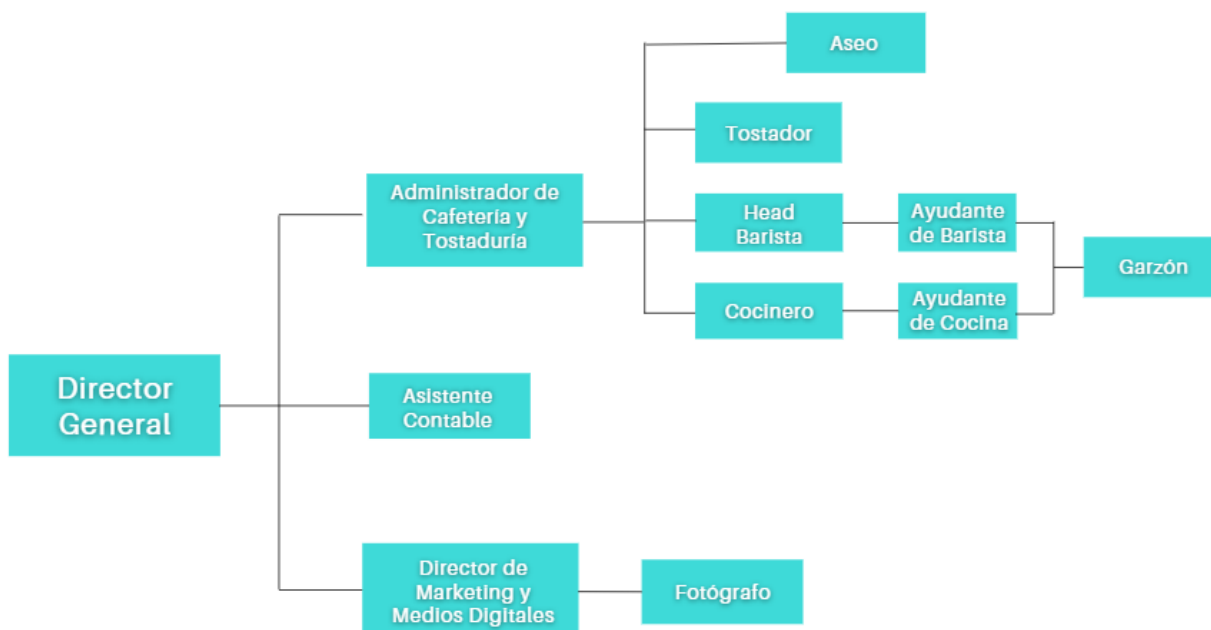 Aseo
Tostador
Administrador de
Cafetería y
Tostaduría
Head
Barista
Ayudante
de Barista
Garzón
Cocinero
Ayudante
de Cocina
Director
General
Asistente
Contable
Director de
Marketing y
Medios Digitales
Fotógrafo